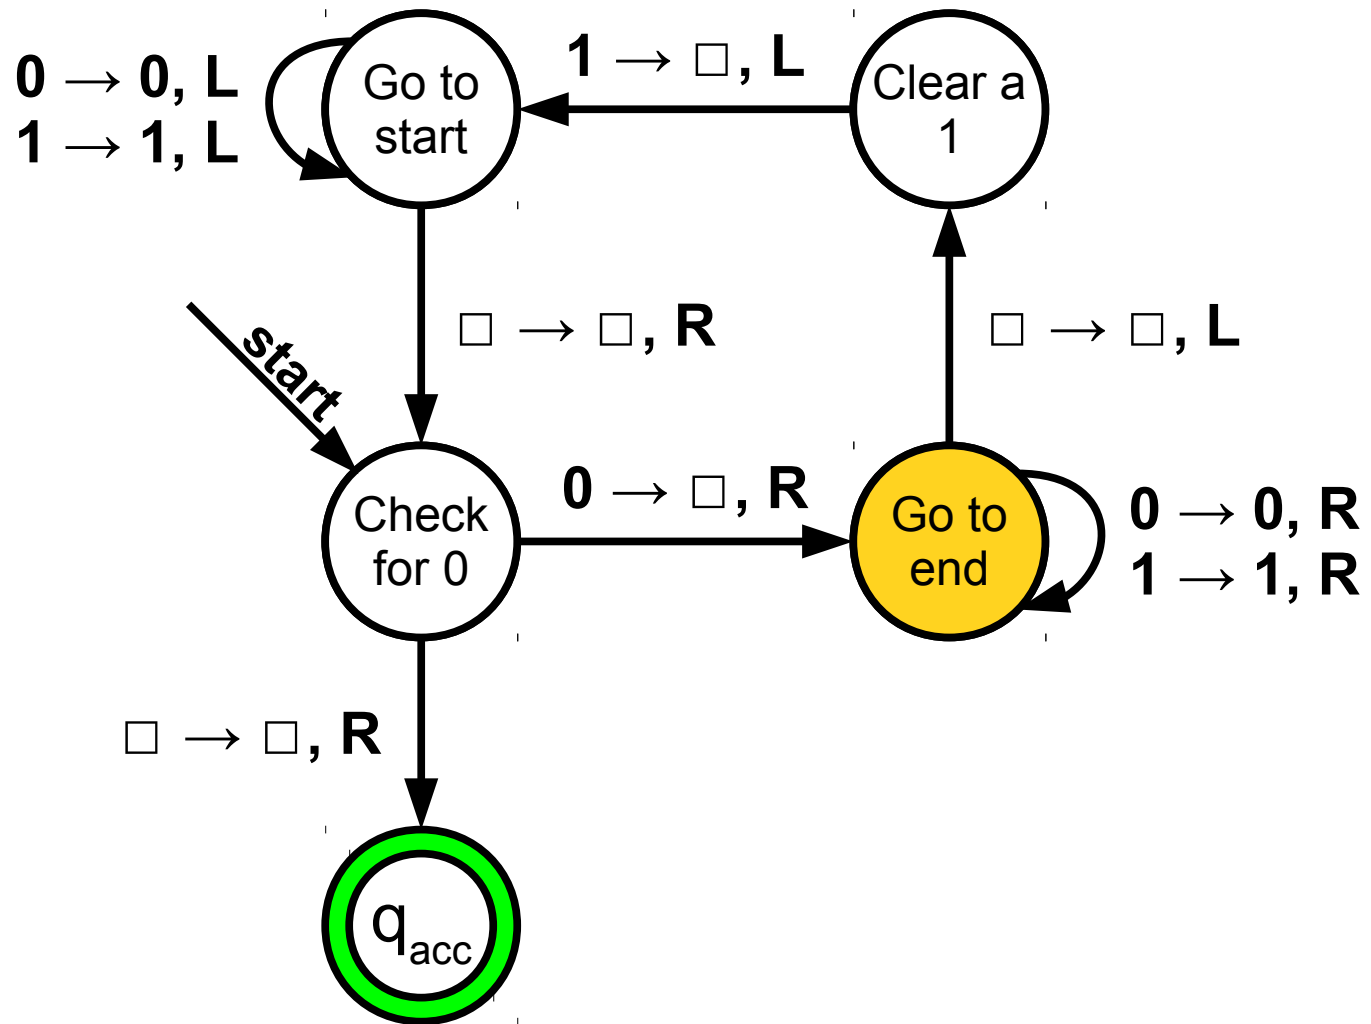 0 → 0, L
1 → 1, L
Go to
start
1 → □, L
Clear a
1
□ → □, R
□ → □, L
start
Check
for 0
0 → □, R
Go to
end
0 → 0, R
1 → 1, R
□ → □, R
qacc